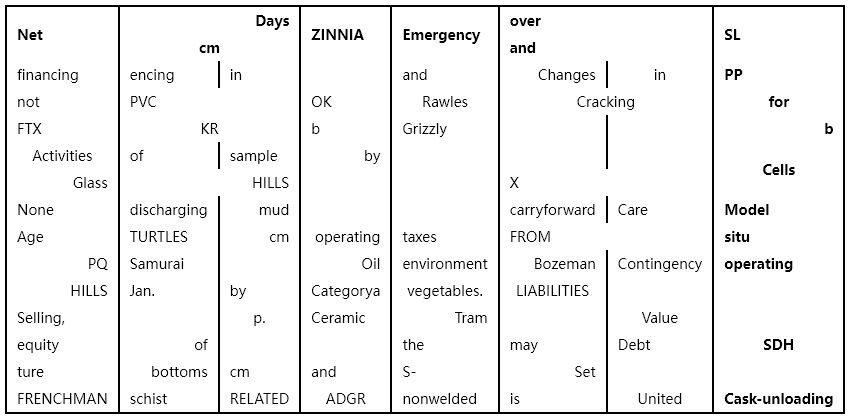 Net Days cm ZINNIA Emergency over and SL
financing encing in and Changes in PP
not PVC OK Rawles Cracking for
FTX KR b Grizzly b
Activities of sample by
Glass HILLS X Cells
None discharging mud carryforward Care Model
Age TURTLES cm operating taxes FROM situ
PQ Samurai Oil environment Bozeman Contingency operating
HILLS Jan. by Categorya vegetables. LIABILITIES
Selling, p. Ceramic Tram Value
equity of the may Debt SDH
ture bottoms cm and S- Set
FRENCHMAN schist RELATED ADGR nonwelded is United Cask-unloading